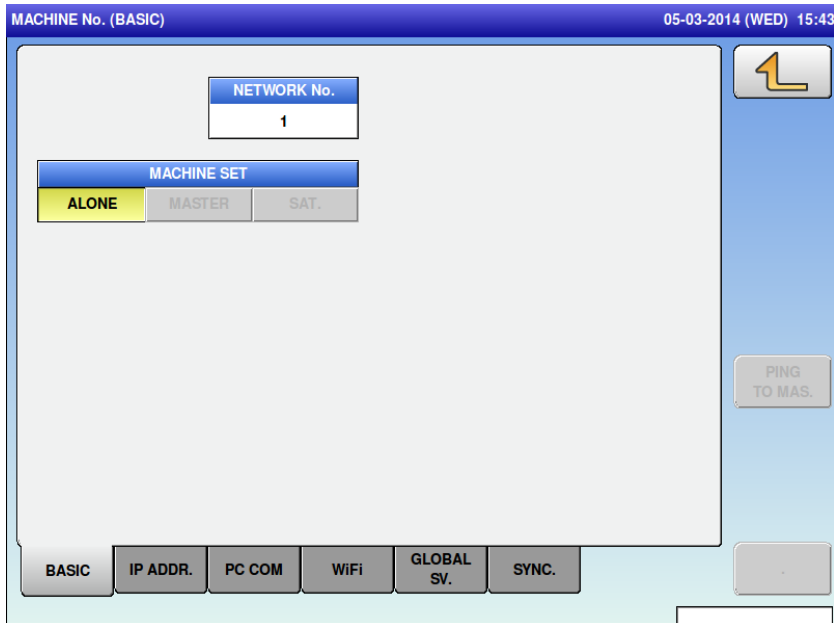 MACHINE No. (BASIC) 05-03-2014 (WED) 15:43
NETWORK No.
1
MACHINE SET
ALONE MASTER SAT.
PING
TO MAS.
BASIC IP ADDR. PC COM WiFi GLOBAL
SV. SYNC.
.